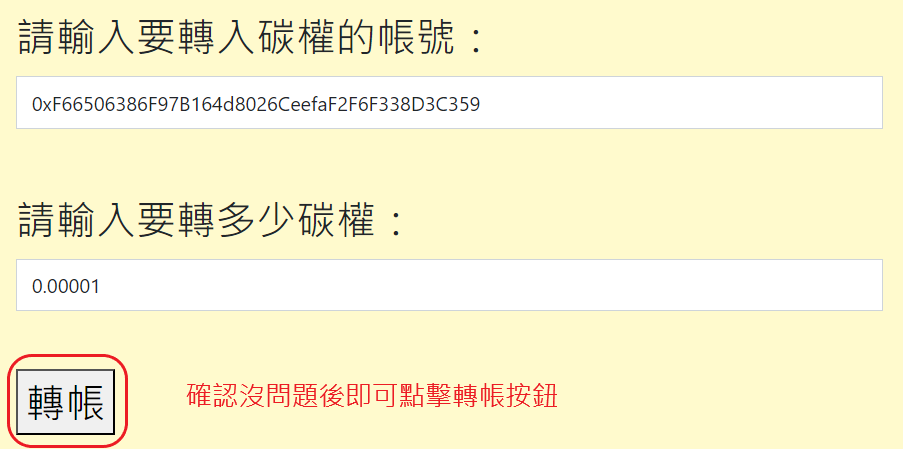 請輸入要轉入碳權的帳號：
0xF66506386F97B164d8026CeefaF2F6F338D3C359
請輸入要轉多少碳權：
0.00001
轉帳 確認沒問題後即可點擊轉帳按鈕